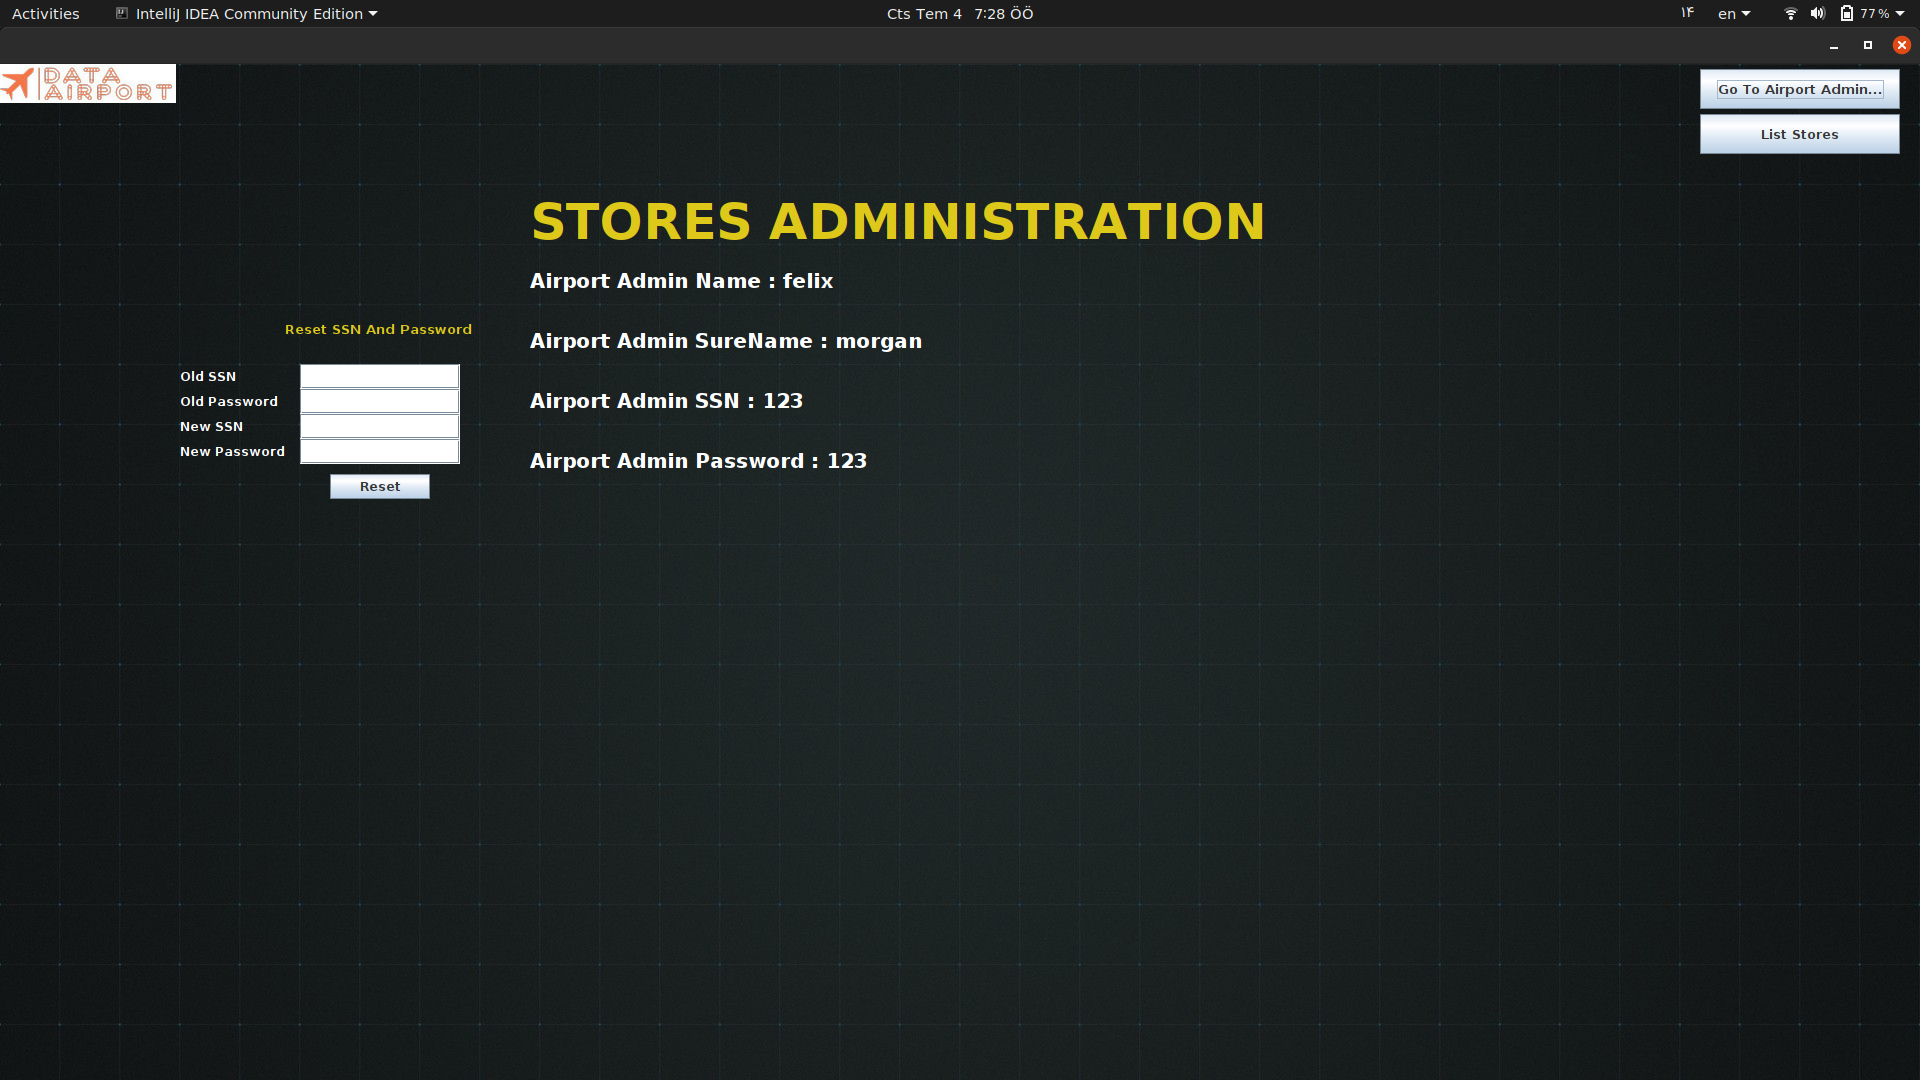 Activities
IntelliJ IDEA Community Edition
Cts Tem 4 7:28 ÖÖ
۱۴
en
77 %
DATA
AIRPORT
Go To Airport Admin...
List Stores
STORES ADMINISTRATION
Airport Admin Name : felix
Airport Admin SureName : morgan
Airport Admin SSN : 123
Airport Admin Password : 123
Reset SSN And Password
Old SSN
Old Password
New SSN
New Password
Reset